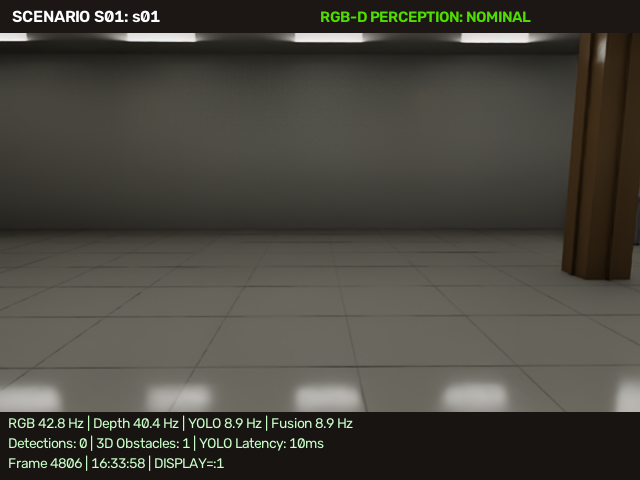 SCENARIO S01: s01
RGB-D PERCEPTION: NOMINAL
RGB 42.8 Hz | Depth 40.4 Hz | YOLO 8.9 Hz | Fusion 8.9 Hz
Detections: 0 | 3D Obstacles: 1 | YOLO Latency: 10ms
Frame 4806 | 16:33:58 | DISPLAY=:1